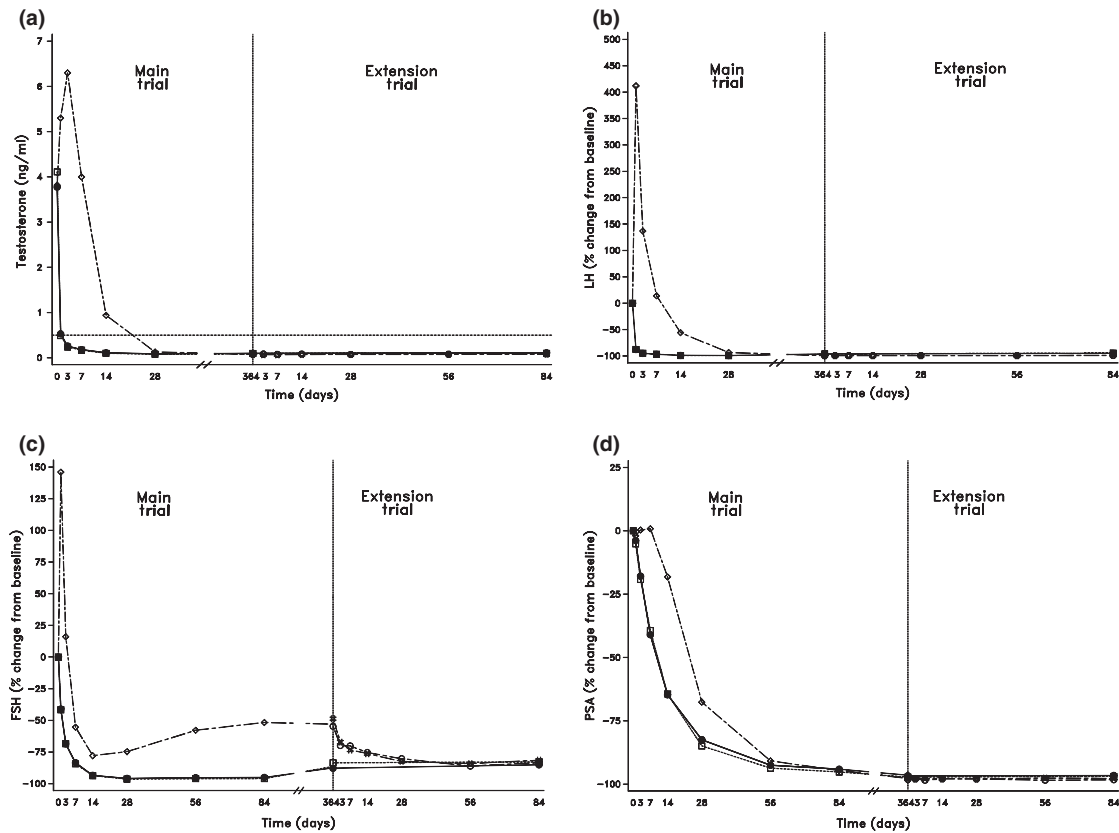 (a)
7
6
5
4
3
2
1
0
Testosterone (ng/ml)
Main
trial
Extension
trial
0 3 7 14 28 364 3 7 14 28 56 84
Time (days)
(b)
500
450
400
350
300
250
200
150
100
50
0
−50
−100
LH (% change from baseline)
Main
trial
Extension
trial
0 3 7 14 28 364 3 7 14 28 56 84
Time (days)
(c)
150
125
100
75
50
25
0
−25
−50
−75
−100
FSH (% change from baseline)
Main
trial
Extension
trial
0 3 7 14 28 56 84 364 3 7 14 28 56 84
Time (days)
(d)
25
0
−25
−50
−75
−100
PSA (% change from baseline)
Main
trial
Extension
trial
0 3 7 14 28 56 84 364 3 7 14 28 56 84
Time (days)